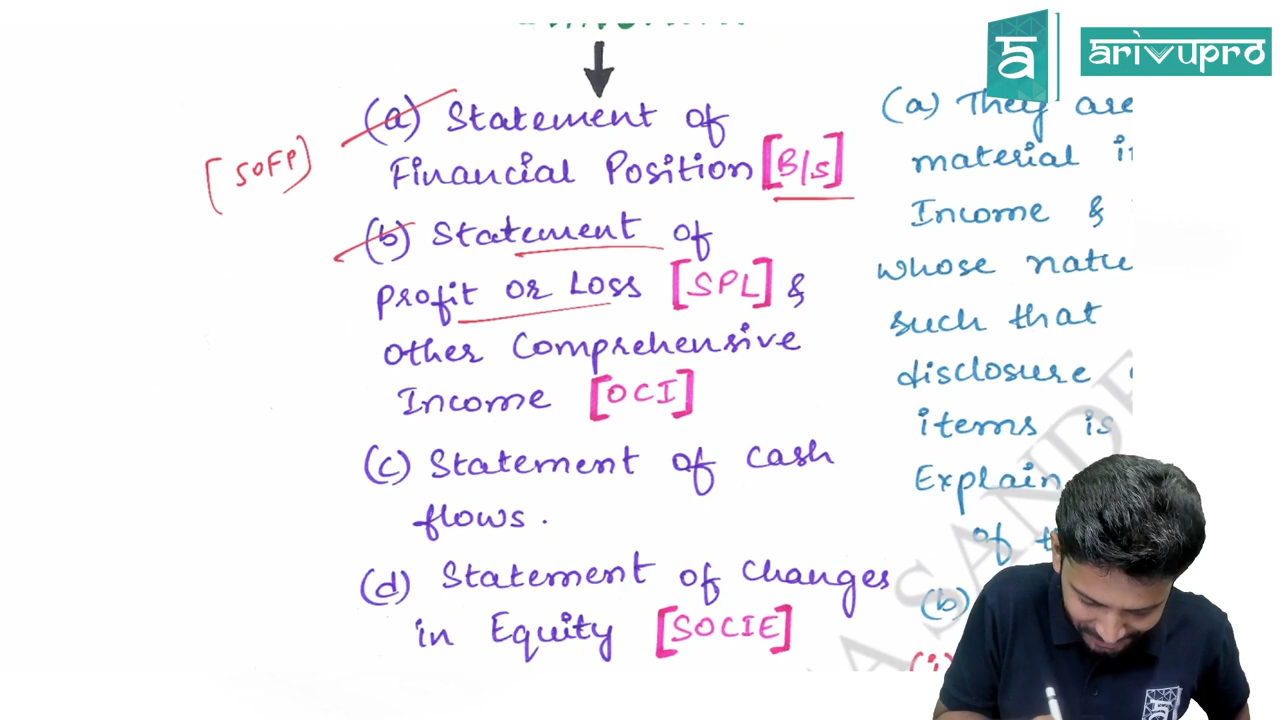 arivupro
(a) Statement of
Financial Position [B/S]
[SOFP]
(b) Statement of
Profit or Loss [SPL] &
Other Comprehensive
Income [OCI]
(c) Statement of cash
flows.
(d) Statement of Changes
in Equity [SOCIE]
(a) They are
material
Income &
whose
such that
disclosure
items is
Explain
of
(b)
(i)